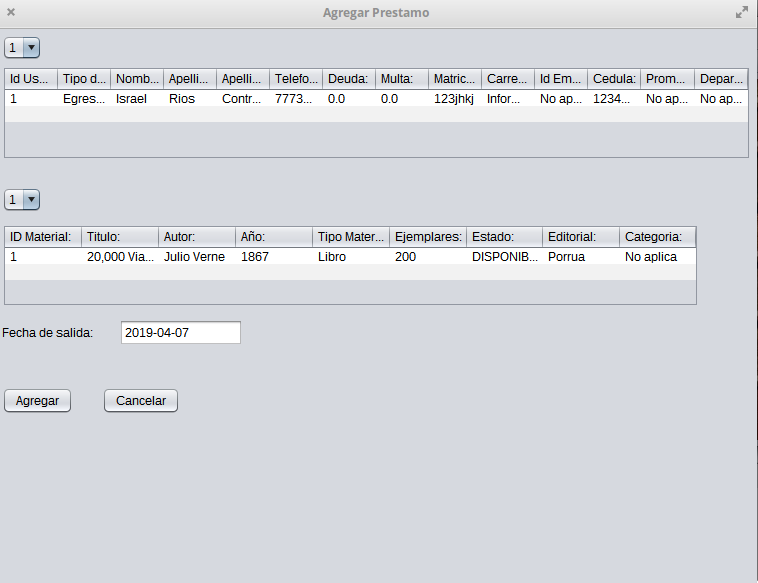 Agregar Prestamo
1
Id Us... Tipo d... Nomb... Apelli... Apelli... Telefo... Deuda: Multa: Matric... Carre... Id Em... Cedula: Prom... Depar...
1 Egres... Israel Rios Contr... 7773... 0.0 0.0 123jhkj Infor... No ap... 1234... No ap... No ap...
1
ID Material: Titulo: Autor: Año: Tipo Mater... Ejemplares: Estado: Editorial: Categoria:
1 20,000 Via... Julio Verne 1867 Libro 200 DISPONIB... Porrua No aplica
Fecha de salida: 2019-04-07
Agregar Cancelar